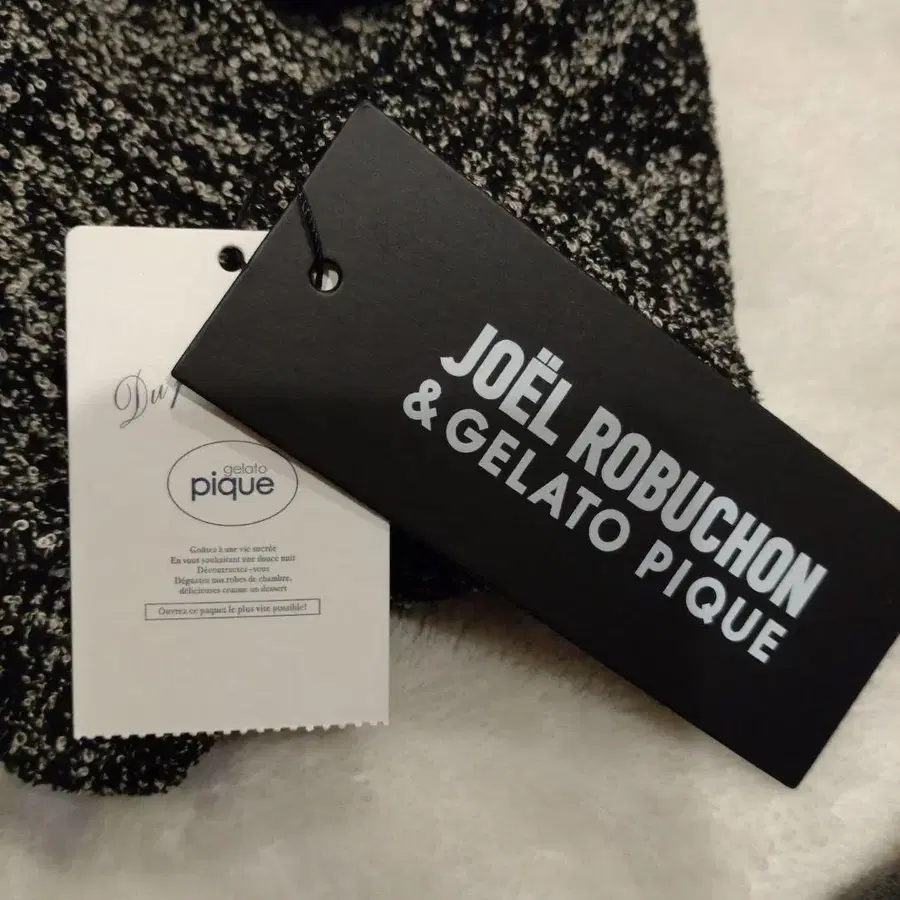 JOËL ROBUCHON
& GELATO PIQUE
gelato
pique
Goûtez à une vie sucrée
En vous souhaitant une douce nuit
Décontractez-vous
Dégustez nos robes de chambre,
délicieuses comme un dessert
Ouvrez ce paquet le plus vite possible!